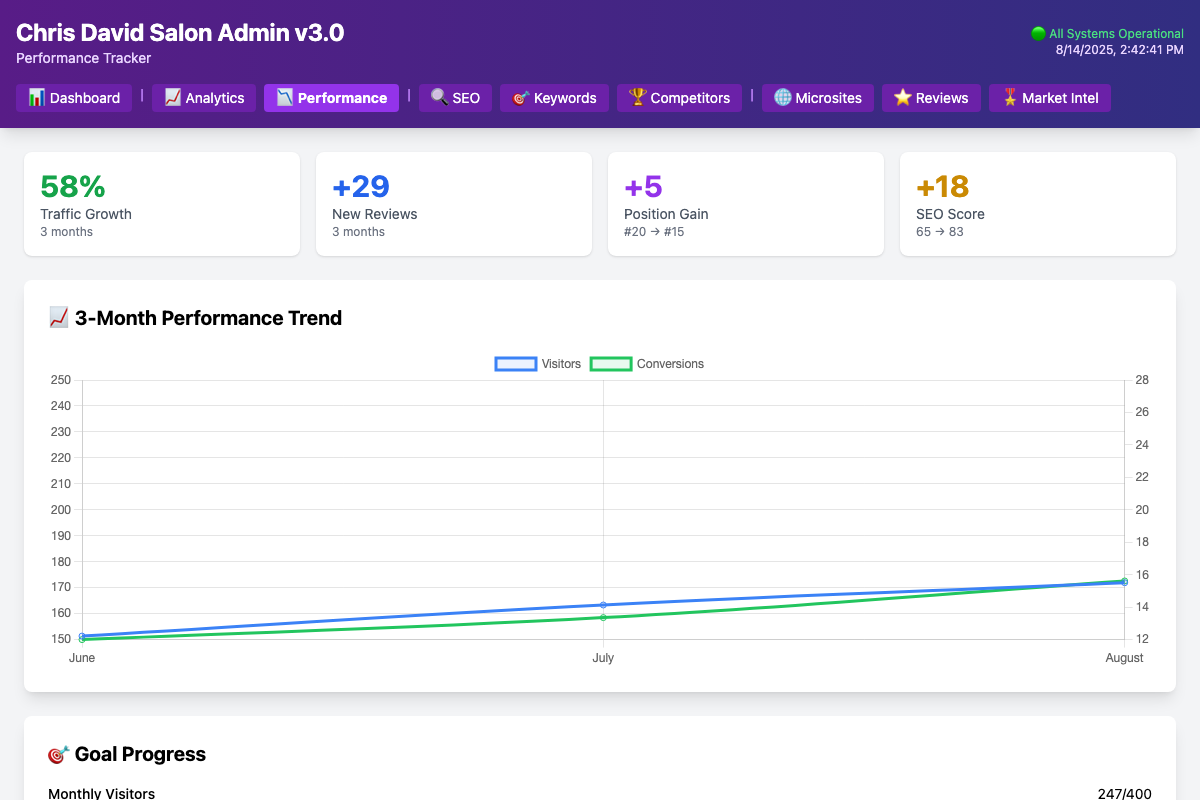 Chris David Salon Admin v3.0
Performance Tracker
All Systems Operational
8/14/2025, 2:42:41 PM
Dashboard | Analytics Performance | SEO Keywords Competitors | Microsites Reviews Market Intel
58%
Traffic Growth
3 months
+29
New Reviews
3 months
+5
Position Gain
#20 → #15
+18
SEO Score
65 → 83
3-Month Performance Trend
Visitors Conversions
250 28
240 26
230 24
220 22
210
200 20
190 18
180
170 16
160 14
150 12
June July August
Goal Progress
Monthly Visitors 247/400